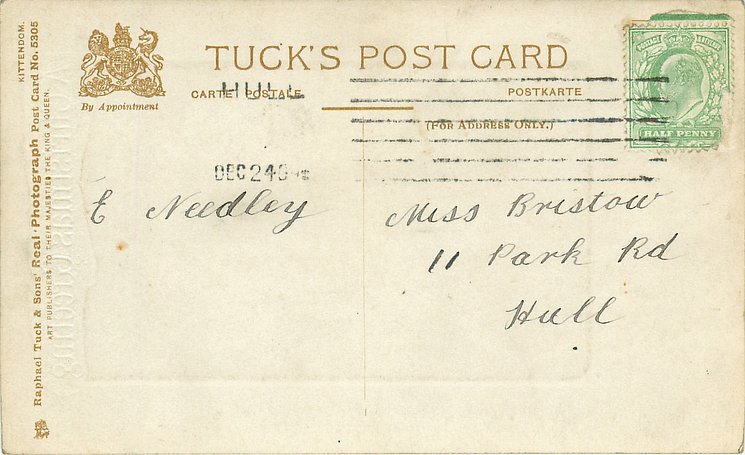 TUCK'S POST CARD
By Appointment
CARTE POSTALE
POSTKARTE
(FOR ADDRESS ONLY.)
HALF PENNY
HULL
DEC 24
E Needley
Miss Bristow
11 Park Rd
Hull
KITTENDOM.
Raphael Tuck & Sons' "Real·Photograph" Post Card No. 5305
ART PUBLISHERS TO THEIR MAJESTIES THE KING & QUEEN.